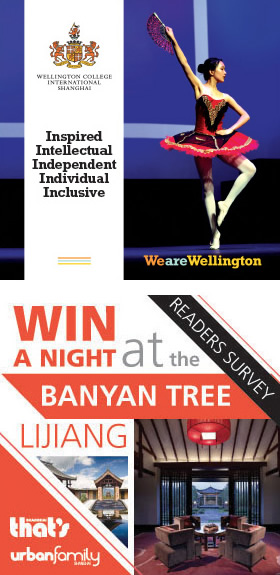 WELLINGTON COLLEGE
INTERNATIONAL
SHANGHAI
Inspired
Intellectual
Independent
Individual
Inclusive
WeareWellington
WIN
A NIGHT at the
READERS SURVEY
BANYAN TREE
LIJIANG
that's
urbanfamily